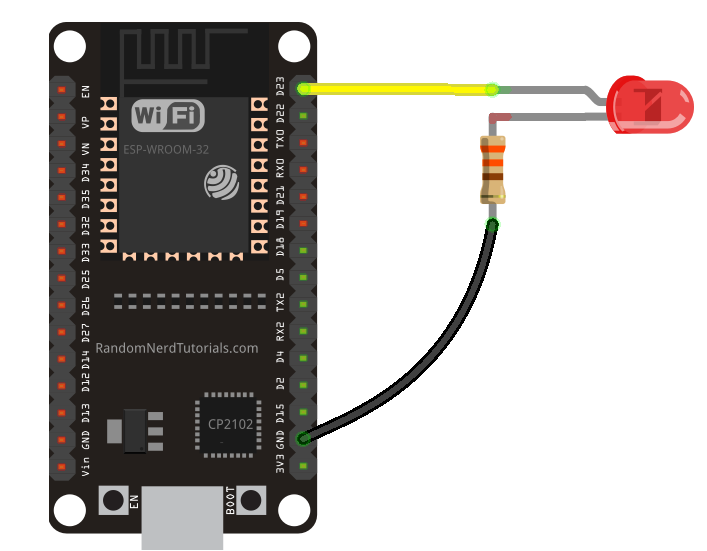 EN
VP
VN
D34
D35
D32
D33
D25
D26
D27
D14
D12
D13
GND
Vin
WiFi
ESP-WROOM-32
RandomNerdTutorials.com
CP2102
EN
BOOT
D23
D22
TX0
RX0
D21
D19
D18
D5
TX2
RX2
D4
D2
D15
GND
3V3